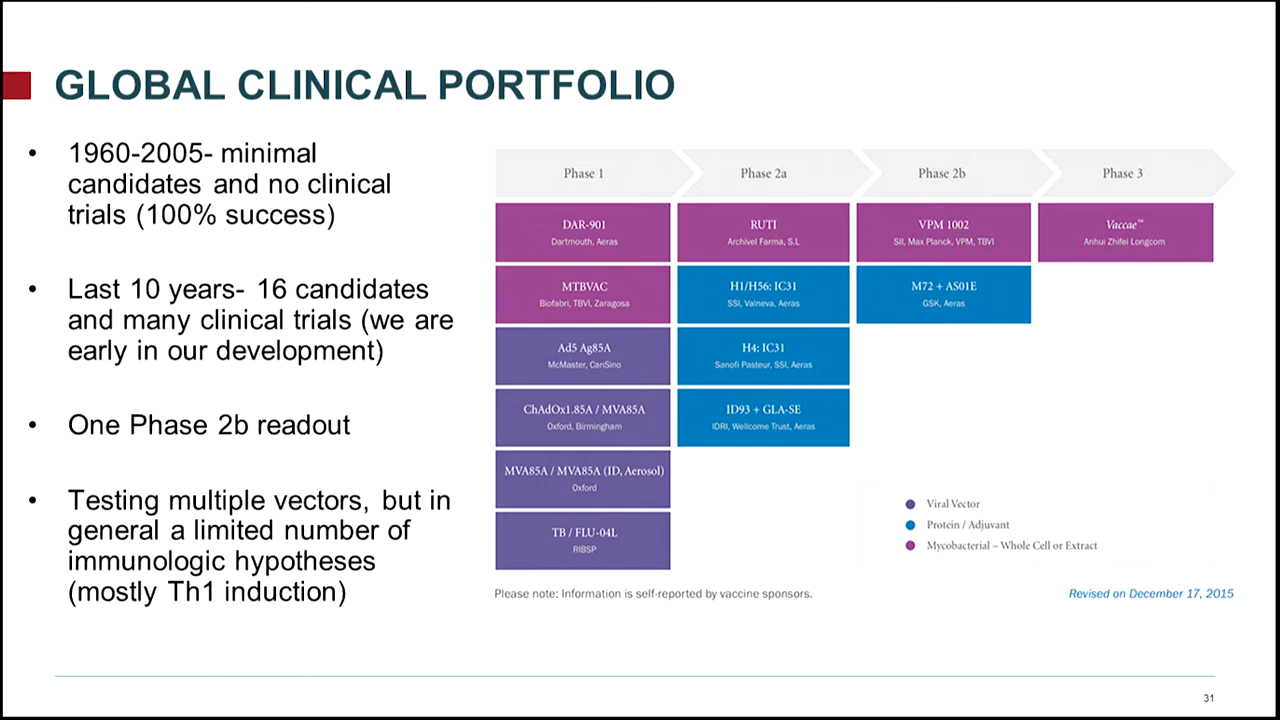 GLOBAL CLINICAL PORTFOLIO
• 1960-2005- minimal
candidates and no clinical
trials (100% success)
• Last 10 years- 16 candidates
and many clinical trials (we are
early in our development)
• One Phase 2b readout
• Testing multiple vectors, but in
general a limited number of
immunologic hypotheses
(mostly Th1 induction)
Phase 1
Phase 2a
Phase 2b
Phase 3
DAR-901
Dartmouth, Aeras
RUTI
Archivel Farma, S.L
VPM 1002
SII, Max Planck, VPM, TBVI
Vaccae™
Anhui Zhifei Longcom
MTBVAC
Biofabri, TBVI, Zaragosa
H1/H56: IC31
SSI, Valneva, Aeras
M72 + AS01E
GSK, Aeras
Ad5 Ag85A
McMaster, CanSino
H4: IC31
Sanofi Pasteur, SSI, Aeras
ChAdOx1.85A / MVA85A
Oxford, Birmingham
ID93 + GLA-SE
IDRI, Wellcome Trust, Aeras
MVA85A / MVA85A (ID, Aerosol)
Oxford
TB / FLU-04L
RIBSP
Viral Vector
Protein / Adjuvant
Mycobacterial – Whole Cell or Extract
Please note: Information is self-reported by vaccine sponsors.
Revised on December 17, 2015
31